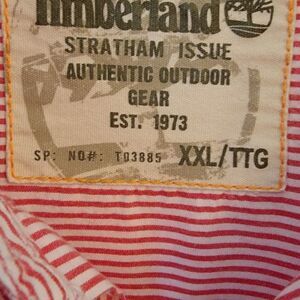 Timberland
STRATHAM ISSUE
AUTHENTIC OUTDOOR
GEAR
EST. 1973
SP: NO#: T03885 XXL/TTG